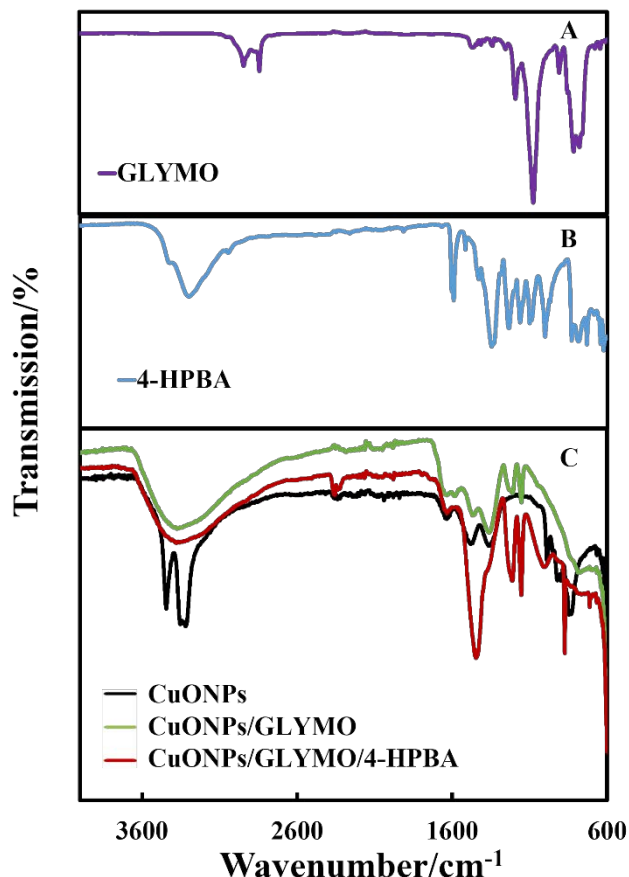 A
GLYMO
B
4-HPBA
C
CuONPs
CuONPs/GLYMO
CuONPs/GLYMO/4-HPBA
Transmission/%
3600 2600 1600 600
Wavenumber/cm⁻¹